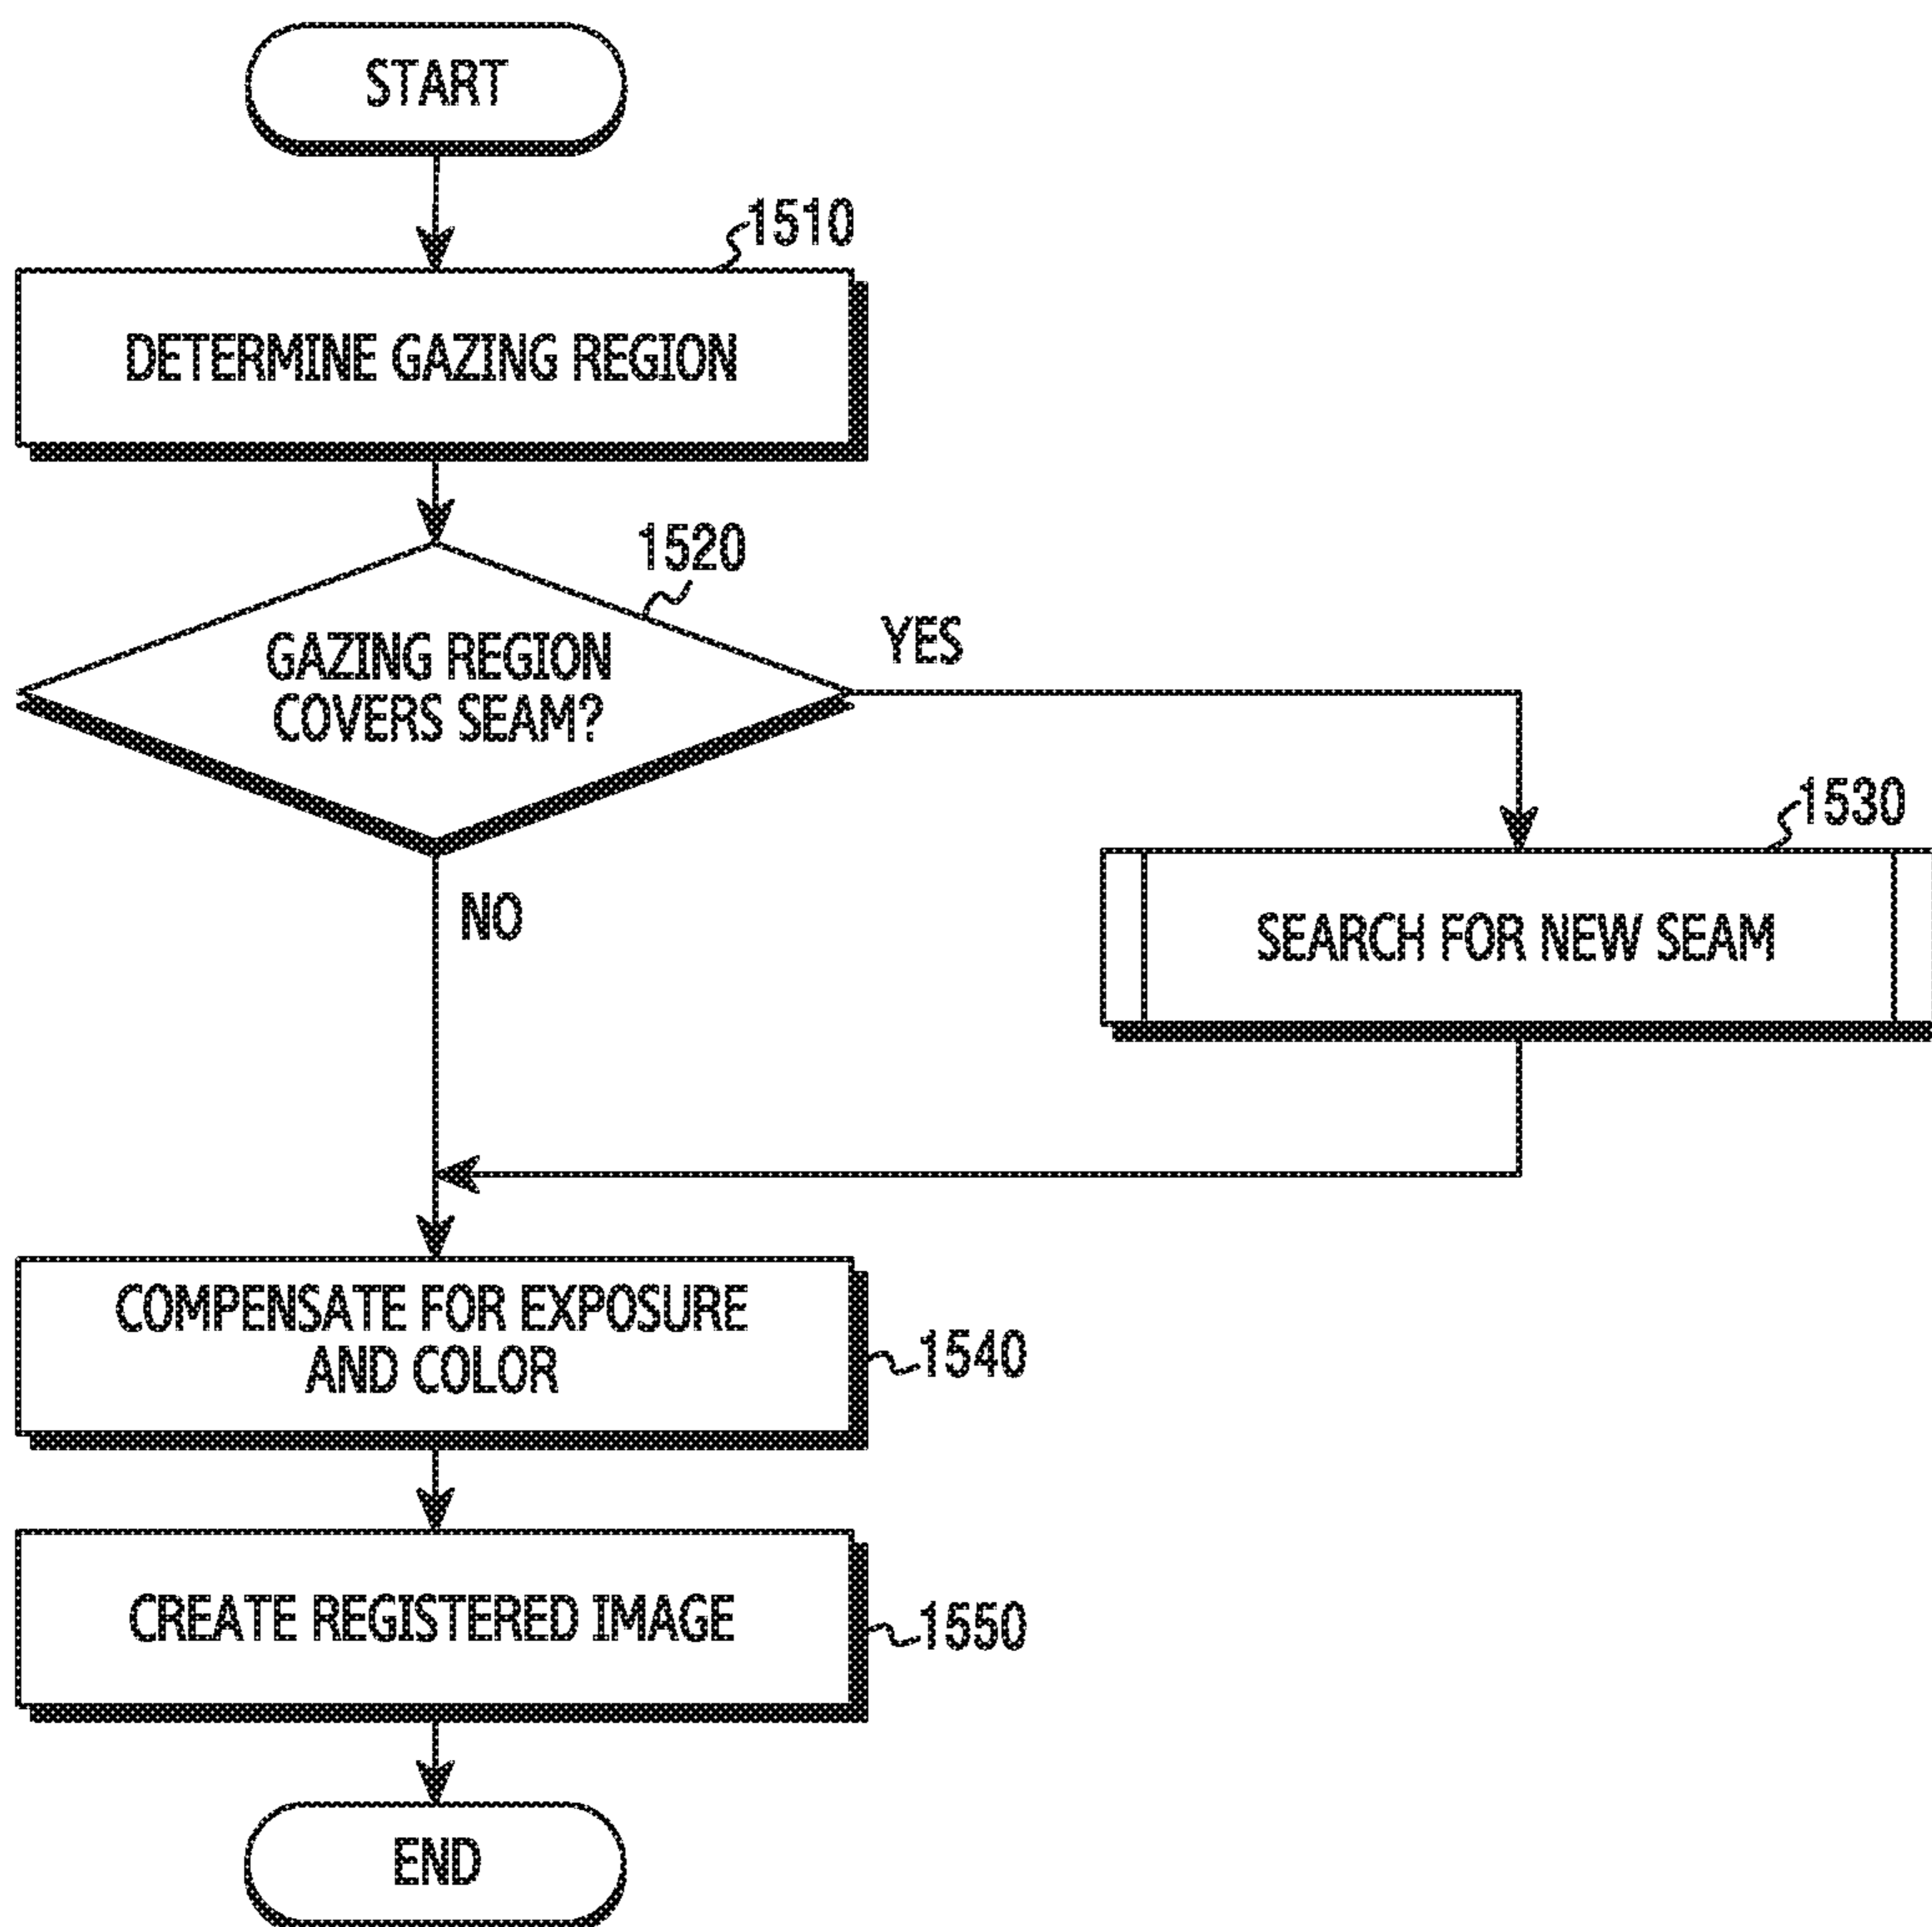 START
1510
DETERMINE GAZING REGION
1520
GAZING REGION
COVERS SEAM?
YES
NO
1530
SEARCH FOR NEW SEAM
COMPENSATE FOR EXPOSURE
AND COLOR
1540
CREATE REGISTERED IMAGE
1550
END